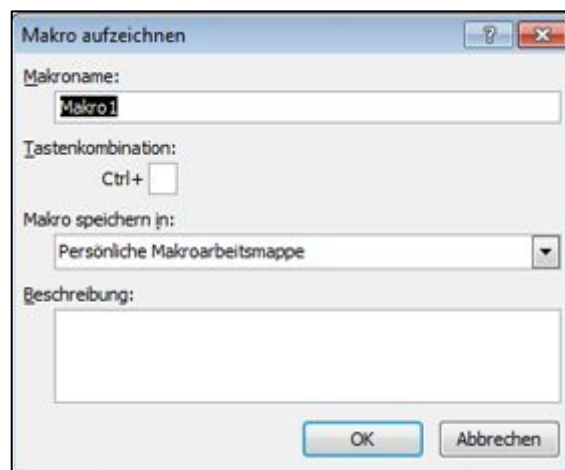 Makro aufzeichnen
Makroname:
Makro1
Tastenkombination:
Ctrl+
Makro speichern in:
Persönliche Makroarbeitsmappe
Beschreibung:
OK Abbrechen